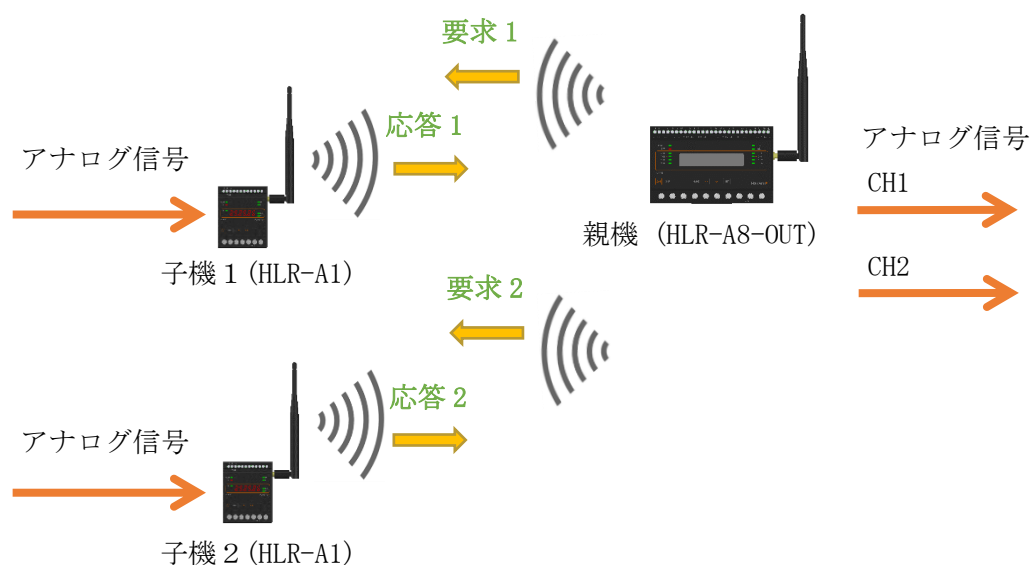 要求１
応答１
アナログ信号
アナログ信号
CH1
親機 (HLR-A8-OUT)
子機１(HLR-A1)
CH2
要求２
応答２
アナログ信号
子機２(HLR-A1)